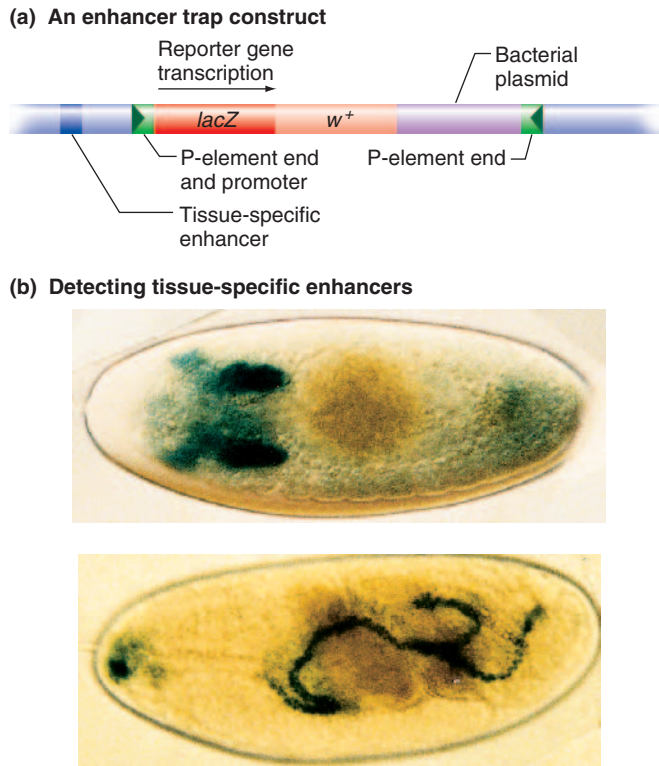 (a) An enhancer trap construct
Reporter gene
transcription
Bacterial
plasmid
lacZ
w+
P-element end
and promoter
P-element end
Tissue-specific
enhancer
(b) Detecting tissue-specific enhancers